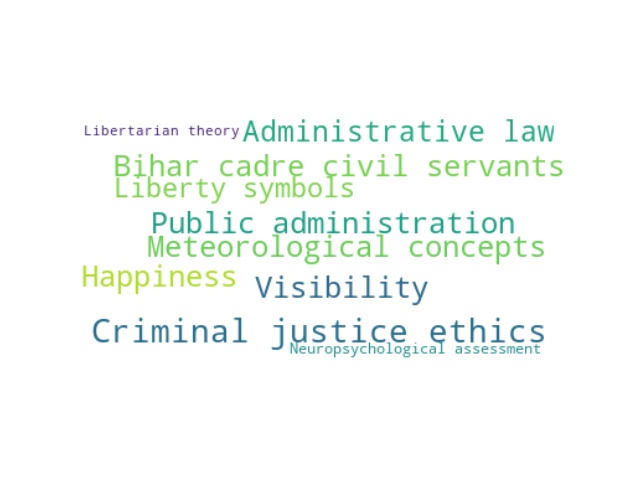 Libertarian theory
Administrative law
Bihar cadre civil servants
Liberty symbols
Public administration
Meteorological concepts
Happiness
Visibility
Criminal justice ethics
Neuropsychological assessment